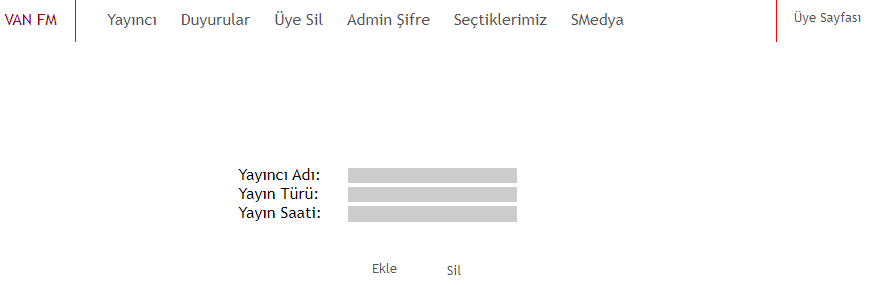 VAN FM Yayıncı Duyurular Üye Sil Admin Şifre Seçtiklerimiz SMedya Üye Sayfası
Yayıncı Adı:
Yayın Türü:
Yayın Saati:
Ekle Sil